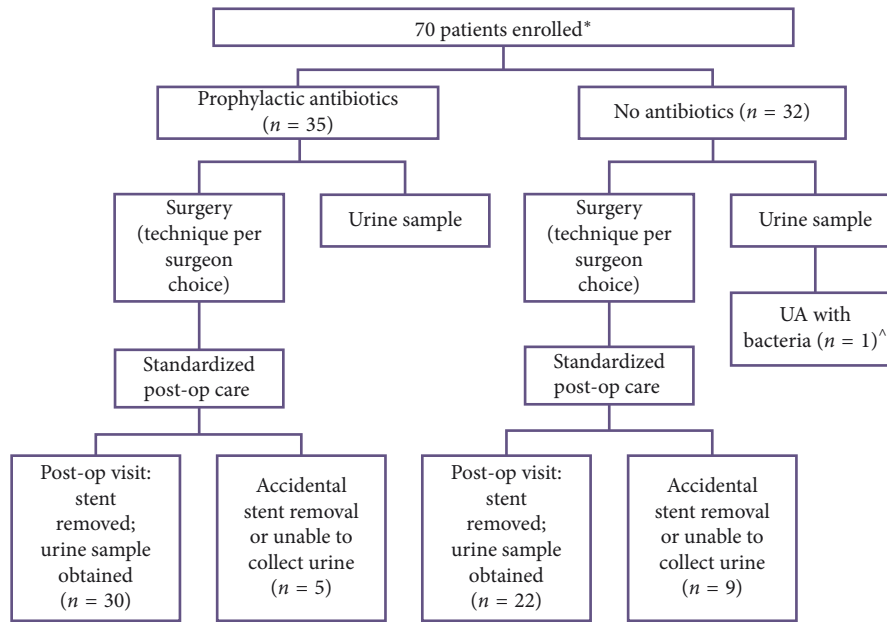 70 patients enrolled*
Prophylactic antibiotics
(n = 35)
No antibiotics (n = 32)
Surgery
(technique per
surgeon
choice)
Urine sample
Surgery
(technique per
surgeon
choice)
Urine sample
UA with
bacteria (n = 1)^
Standardized
post-op care
Standardized
post-op care
Post-op visit:
stent
removed;
urine sample
obtained
(n = 30)
Accidental
stent removal
or unable to
collect urine
(n = 5)
Post-op visit:
stent
removed;
urine sample
obtained
(n = 22)
Accidental
stent removal
or unable to
collect urine
(n = 9)